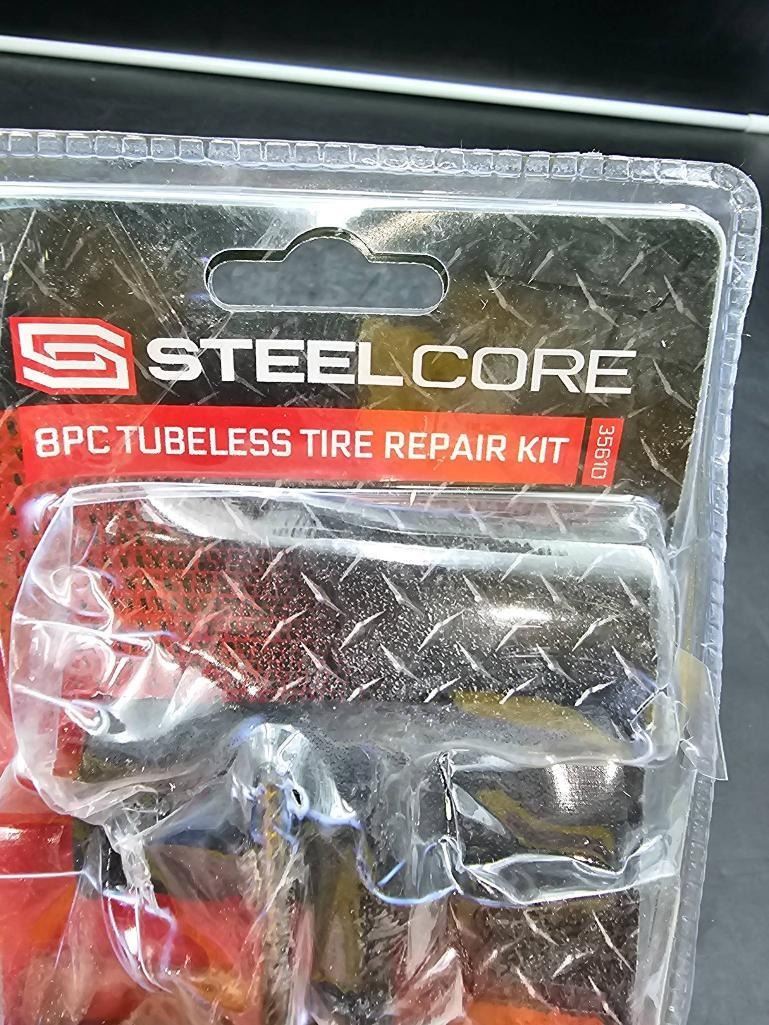 STEELCORE
8PC TUBELESS TIRE REPAIR KIT
35610